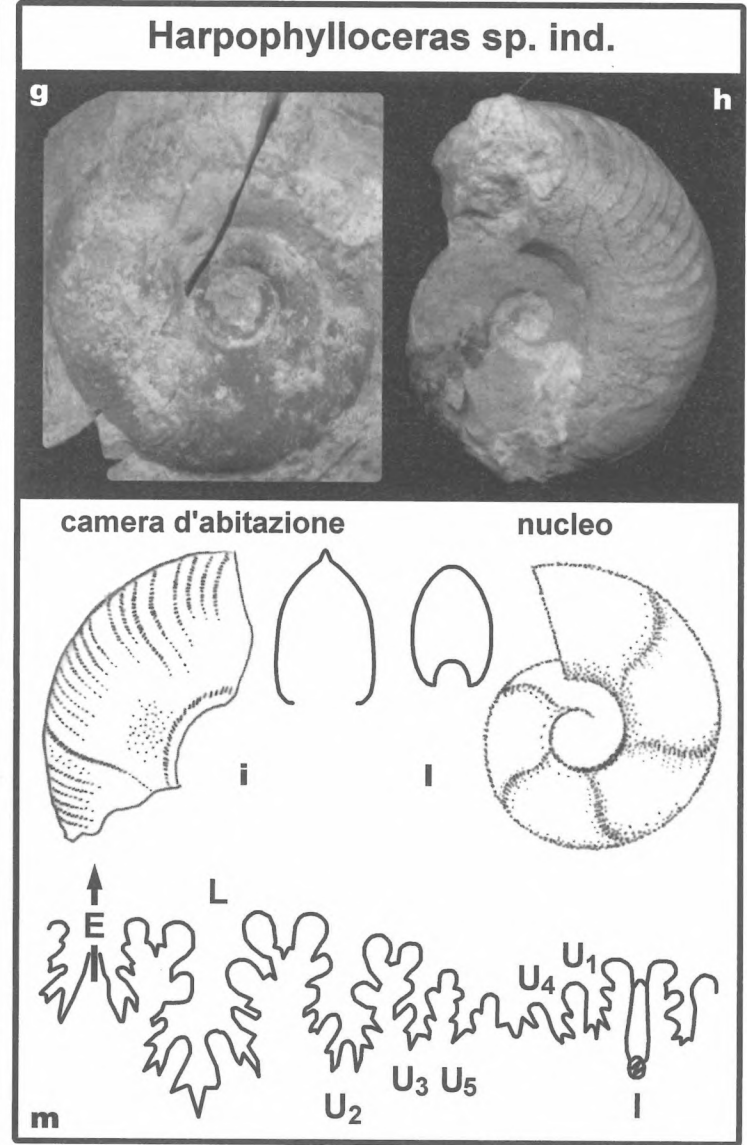 Harpophylloceras sp. ind.
g
h
camera d'abitazione
nucleo
i
l
L
E
U4
U1
U3
U5
U2
I
m